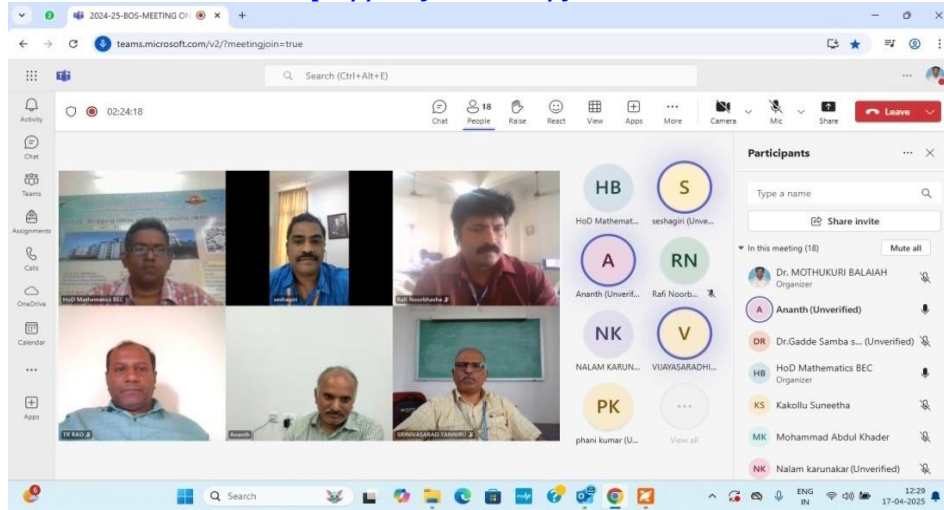 2024-25-BOS-MEETING ON
teams.microsoft.com/v2/?meetingjoin=true
Search (Ctrl+Alt+E)
Activity
Chat
Teams
Assignments
Calls
OneDrive
Calendar
Apps
02:24:18
Chat
18
People
Raise
React
View
Apps
More
Camera
Mic
Share
Leave
HoD Mathematics BEC
seshagiri
Rafi Noorbhasha
TR RAO
Ananth
SRINIVASARAO YANNIRU
HB
HoD Mathemat...
S
seshagiri (Unve...
A
Ananth (Unverif...
RN
Rafi Noorb...
NK
NALAM KARUN...
V
VIJAYASARADHI...
PK
phani kumar (U...
View all
Participants
Type a name
Share invite
In this meeting (18)
Mute all
Dr. MOTHUKURI BALAIAH
Organizer
A
Ananth (Unverified)
DR
Dr.Gadde Samba s... (Unverified)
HB
HoD Mathematics BEC
Organizer
KS
Kakollu Suneetha
MK
Mohammad Abdul Khader
NK
Nalam karunakar (Unverified)
Search
ENG
IN
12:29
17-04-2025